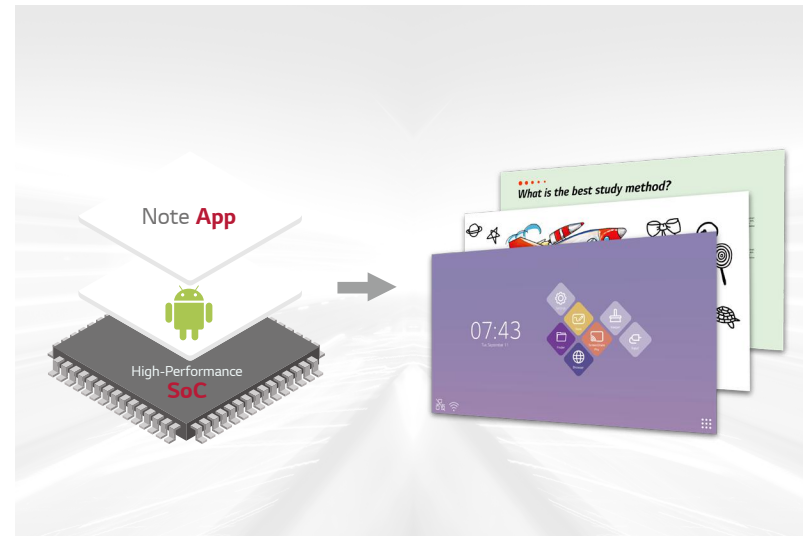 Note App
High-Performance
SoC
What is the best study method?
07:43